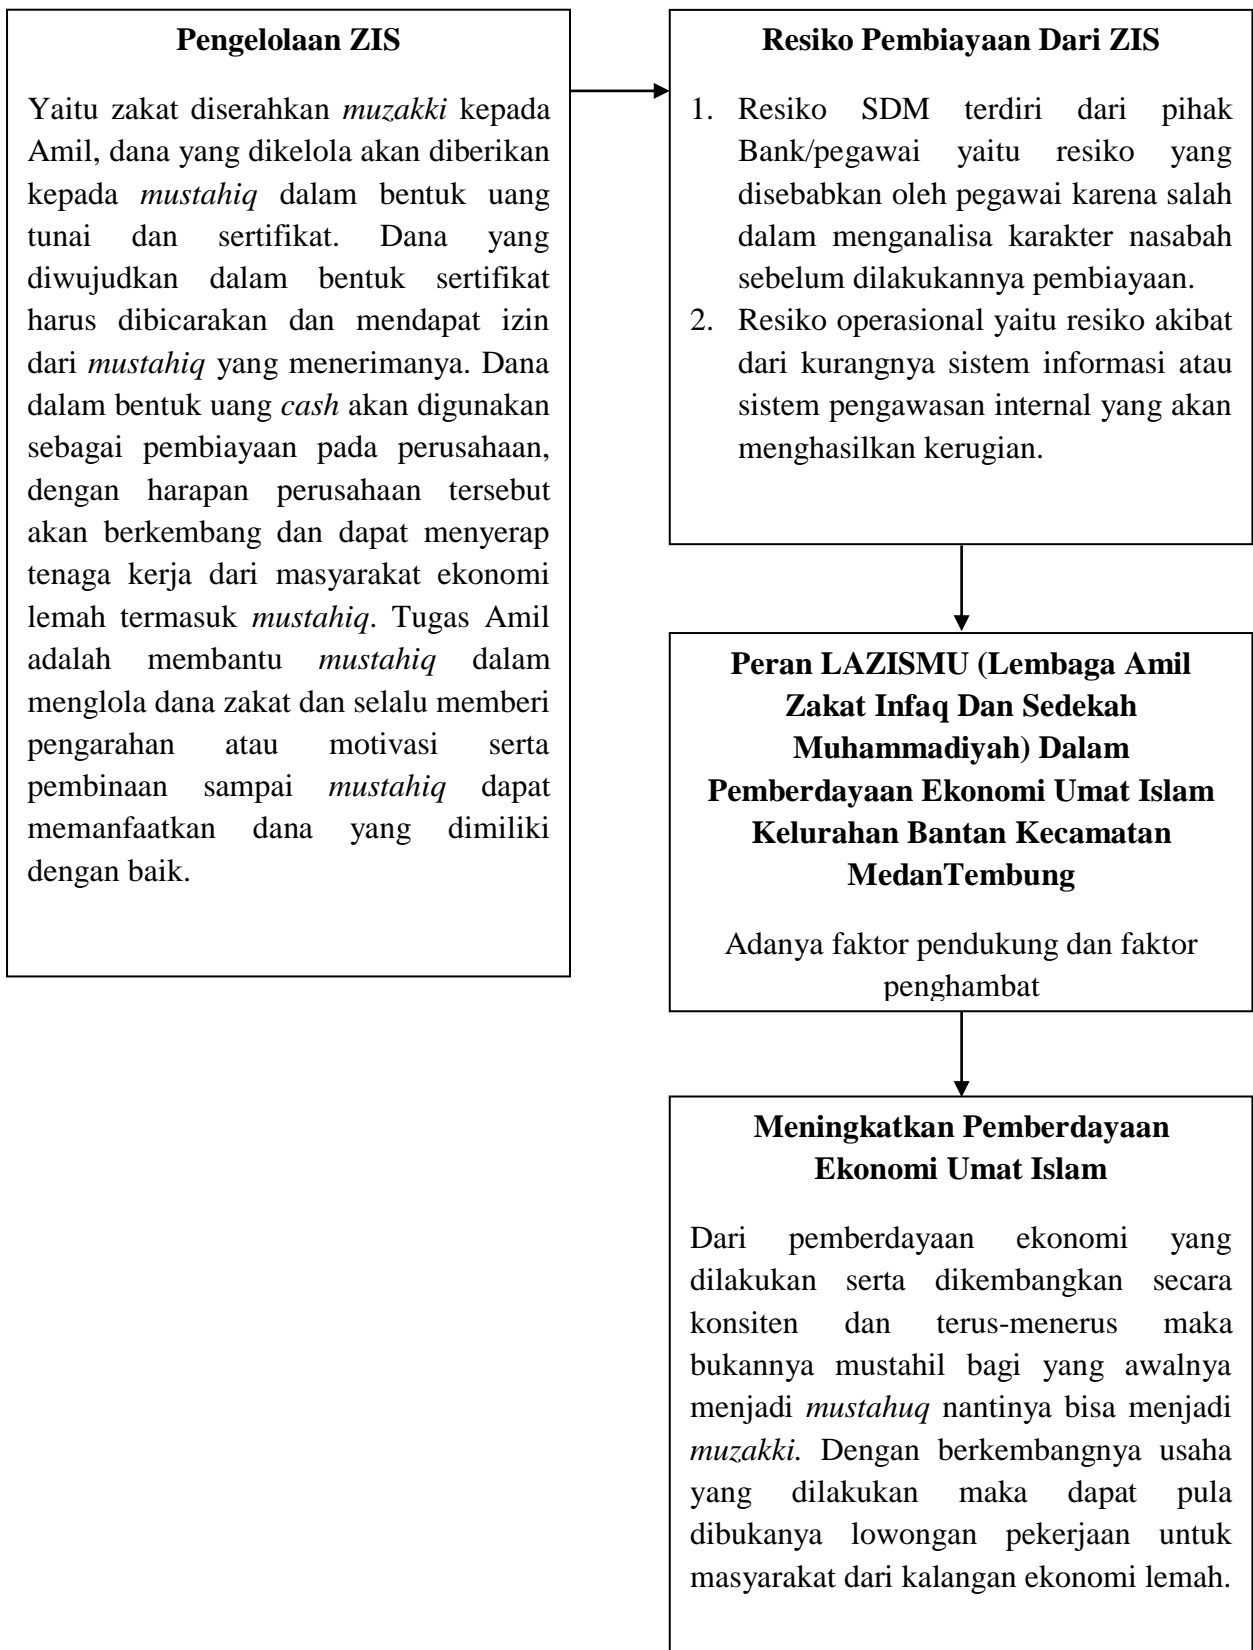 Pengelolaan ZIS
Yaitu zakat diserahkan muzakki kepada
Amil, dana yang dikelola akan diberikan
kepada mustahiq dalam bentuk uang
tunai dan sertifikat. Dana yang
diwujudkan dalam bentuk sertifikat
harus dibicarakan dan mendapat izin
dari mustahiq yang menerimanya. Dana
dalam bentuk uang cash akan digunakan
sebagai pembiayaan pada perusahaan,
dengan harapan perusahaan tersebut
akan berkembang dan dapat menyerap
tenaga kerja dari masyarakat ekonomi
lemah termasuk mustahiq. Tugas Amil
adalah membantu mustahiq dalam
menglola dana zakat dan selalu memberi
pengarahan atau motivasi serta
pembinaan sampai mustahiq dapat
memanfaatkan dana yang dimiliki
dengan baik.
Resiko Pembiayaan Dari ZIS
1. Resiko SDM terdiri dari pihak
Bank/pegawai yaitu resiko yang
disebabkan oleh pegawai karena salah
dalam menganalisa karakter nasabah
sebelum dilakukannya pembiayaan.
2. Resiko operasional yaitu resiko akibat
dari kurangnya sistem informasi atau
sistem pengawasan internal yang akan
menghasilkan kerugian.
Peran LAZISMU (Lembaga Amil
Zakat Infaq Dan Sedekah
Muhammadiyah) Dalam
Pemberdayaan Ekonomi Umat Islam
Kelurahan Bantan Kecamatan
MedanTembung
Adanya faktor pendukung dan faktor
penghambat
Meningkatkan Pemberdayaan
Ekonomi Umat Islam
Dari pemberdayaan ekonomi yang
dilakukan serta dikembangkan secara
konsiten dan terus-menerus maka
bukannya mustahil bagi yang awalnya
menjadi mustahuq nantinya bisa menjadi
muzakki. Dengan berkembangnya usaha
yang dilakukan maka dapat pula
dibukanya lowongan pekerjaan untuk
masyarakat dari kalangan ekonomi lemah.